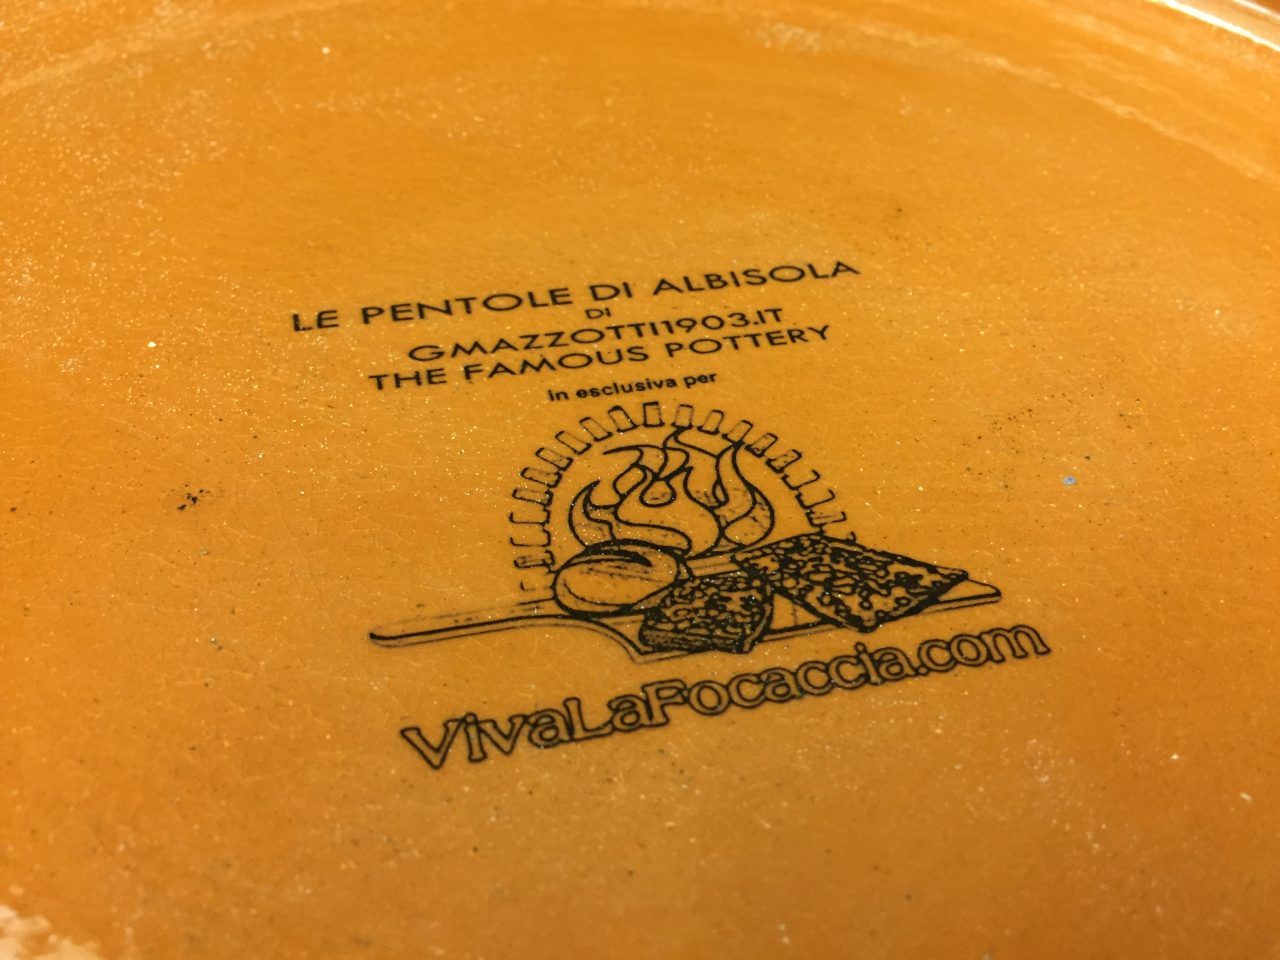 LE PENTOLE DI ALBISOLA
DI
GMAZZOTTI1903.IT
THE FAMOUS POTTERY
In esclusiva per
VivaLaFocaccia.com